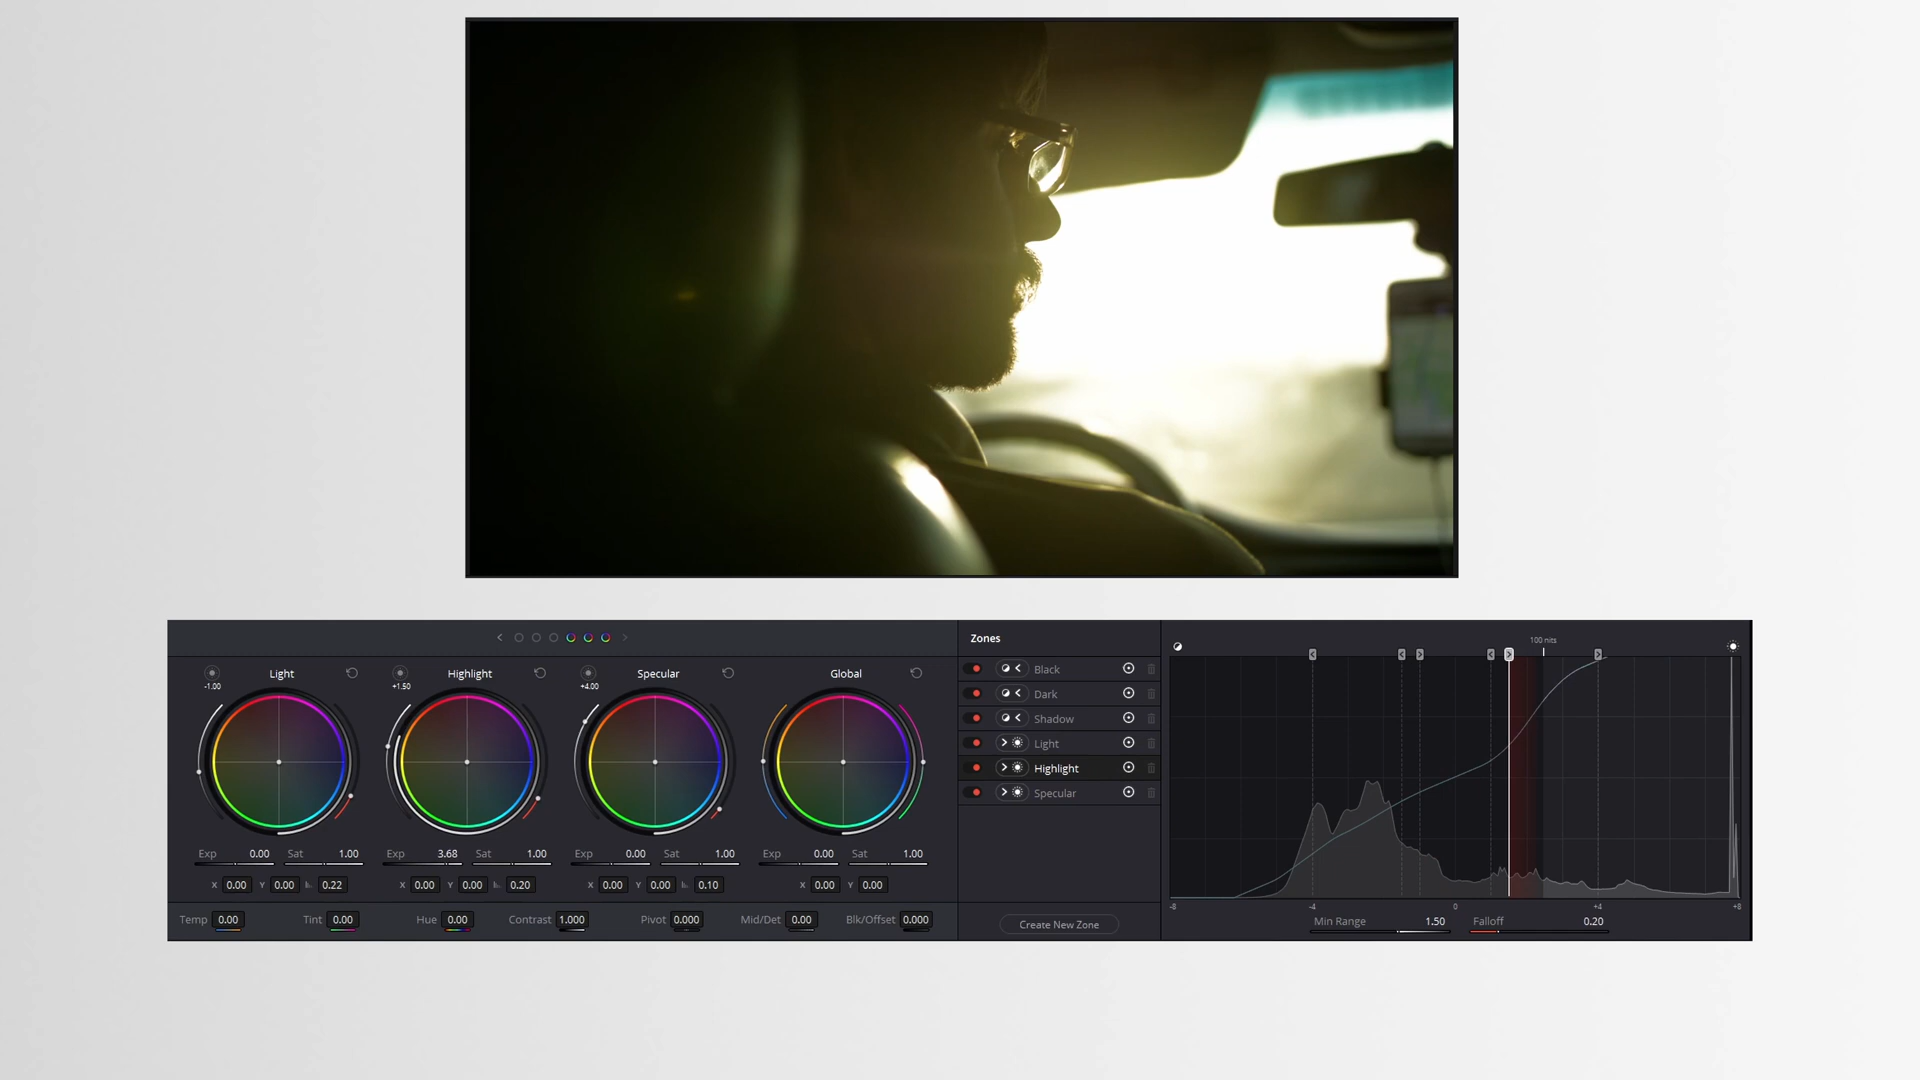 Light Highlight Specular Global
-1.00 +1.50 +4.00
Exp 0.00 Sat 1.00 Exp 3.68 Sat 1.00 Exp 0.00 Sat 1.00 Exp 0.00 Sat 1.00
X 0.00 Y 0.00 0.22 X 0.00 Y 0.00 0.20 X 0.00 Y 0.00 0.10 X 0.00 Y 0.00
Temp 0.00 Tint 0.00 Hue 0.00 Contrast 1.000 Pivot 0.000 Mid/Det 0.00 Blk/Offset 0.000
Zones
Black
Dark
Shadow
Light
Highlight
Specular
Create New Zone
100 nits
-8 -4 0 +4 +8
Min Range 1.50 Falloff 0.20